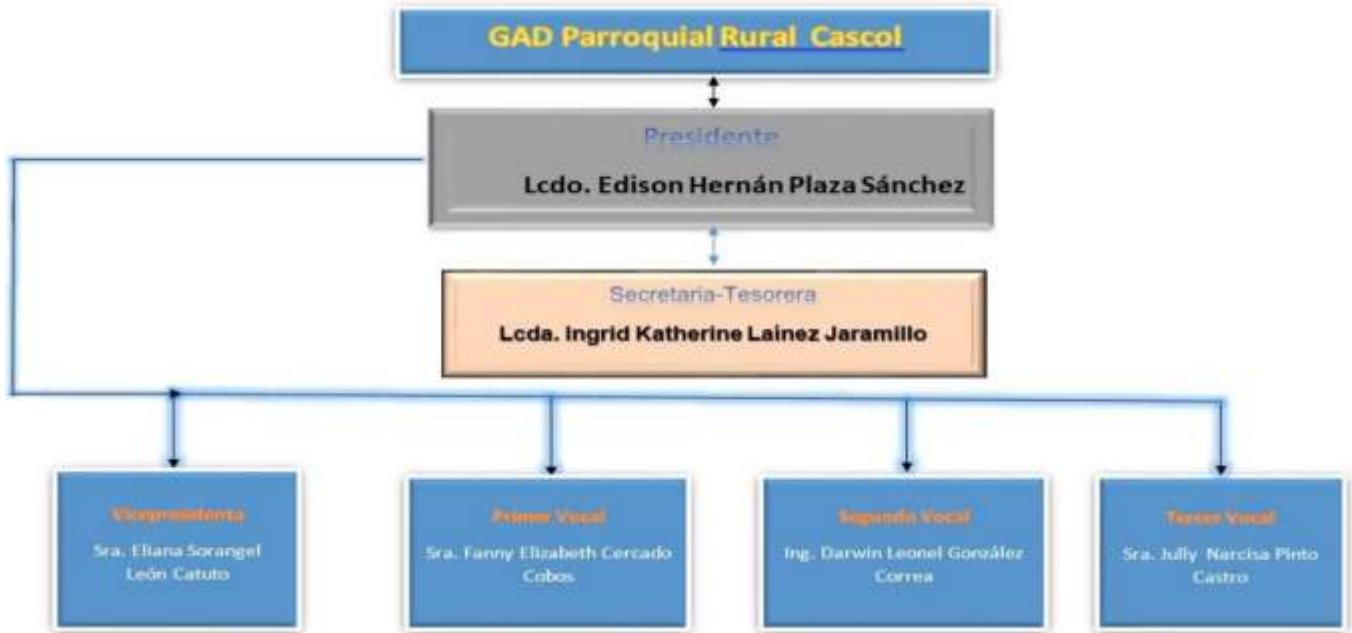 GAD Parroquial Rural Cascol
Presidente
Lcdo. Edison Hernán Plaza Sánchez
Secretaria-Tesorera
Lcda. Ingrid Katherine Laínez Jaramillo
Vicepresidenta
Sra. Eliana Sorangel
León Catuto
Primer Vocal
Sra. Fanny Elizabeth Cercado
Cobos
Segundo Vocal
Ing. Darwin Leonel González
Correa
Tercer Vocal
Sra. Jully Narcisa Pinto
Castro